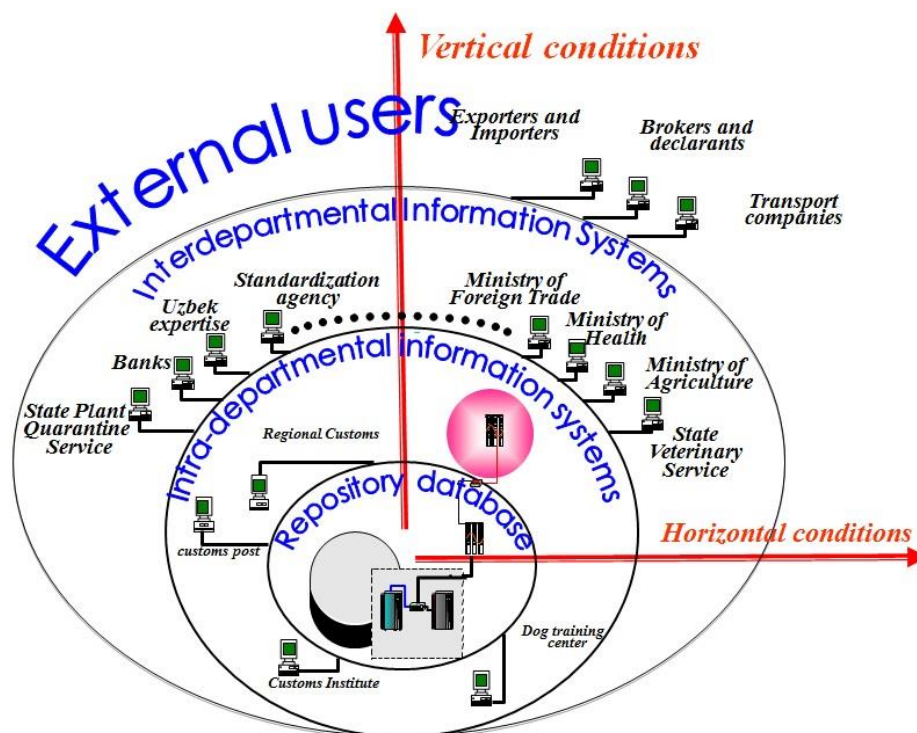 Vertical conditions
External users
Exporters and
Importers
Brokers and
declarants
Transport
companies
Interdepartmental Information Systems
Standardization
agency
Ministry of
Foreign Trade
Uzbek
expertise
Ministry of
Health
Banks
Ministry of
Agriculture
State Plant
Quarantine
Service
State
Veterinary
Service
Intra-departmental information systems
Regional Customs
Repository database
customs post
Horizontal conditions
Dog training
center
Customs Institute